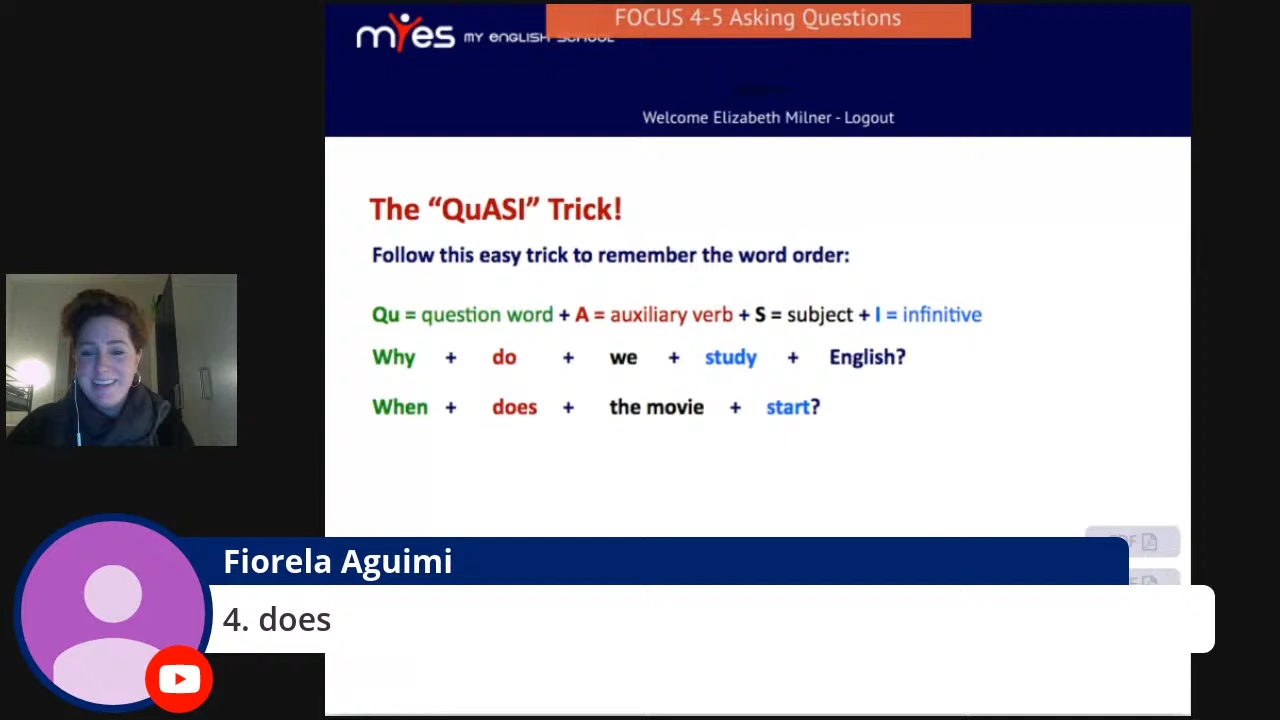 FOCUS 4-5 Asking Questions
myes MY ENGLISH SCHOOL
Welcome Elizabeth Milner - Logout
The “QuASI” Trick!
Follow this easy trick to remember the word order:
Qu = question word + A = auxiliary verb + S = subject + I = infinitive
Why + do + we + study + English?
When + does + the movie + start?
Fiorela Aguimi
4. does